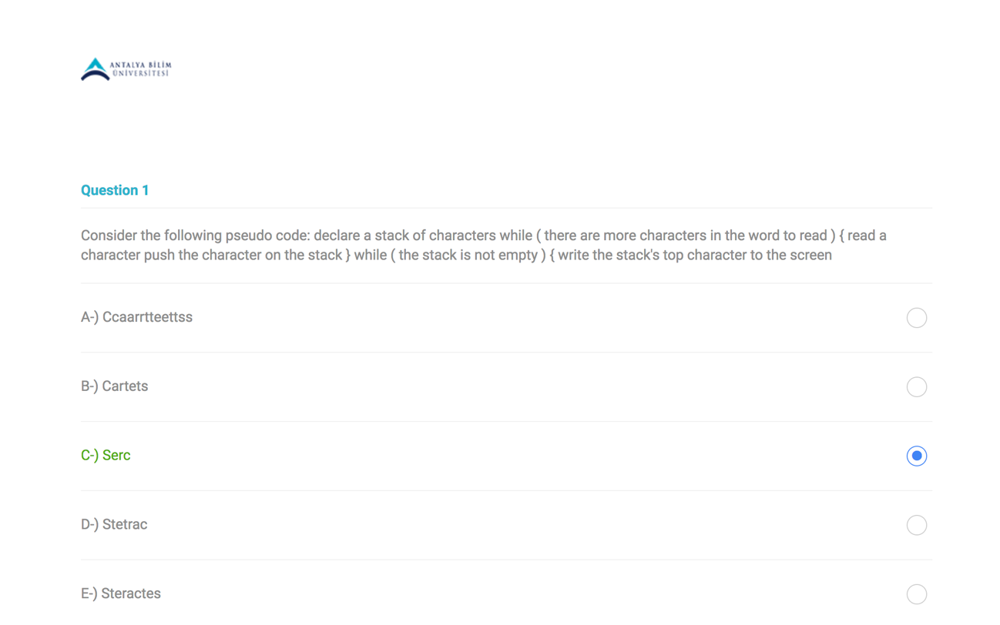 ANTALYA BİLİM
ÜNİVERSİTESİ
Question 1
Consider the following pseudo code: declare a stack of characters while ( there are more characters in the word to read ) { read a
character push the character on the stack } while ( the stack is not empty ) { write the stack's top character to the screen
A-) Ccaarrtteettss
B-) Cartets
C-) Serc
D-) Stetrac
E-) Steractes